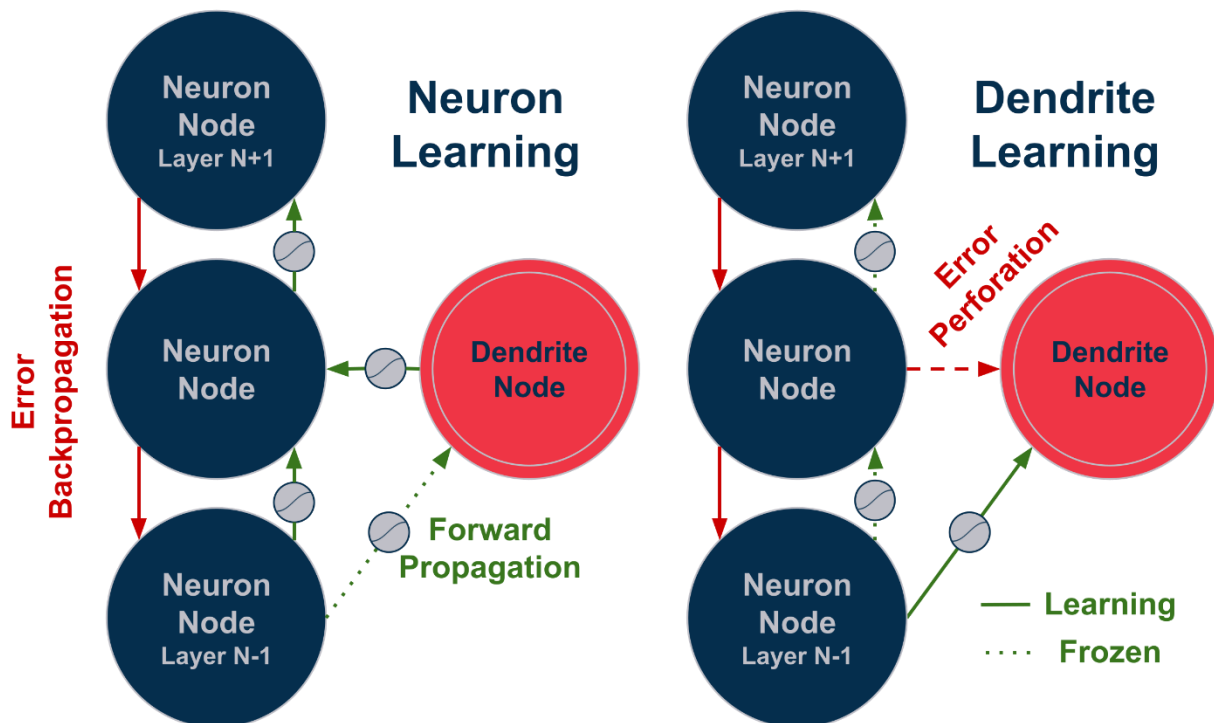 Neuron
Node
Layer N+1
Neuron
Learning
Error
Backpropagation
Neuron
Node
Dendrite
Node
Neuron
Node
Layer N-1
Forward
Propagation
Neuron
Node
Layer N+1
Dendrite
Learning
Error
Perforation
Neuron
Node
Dendrite
Node
Neuron
Node
Layer N-1
Learning
Frozen